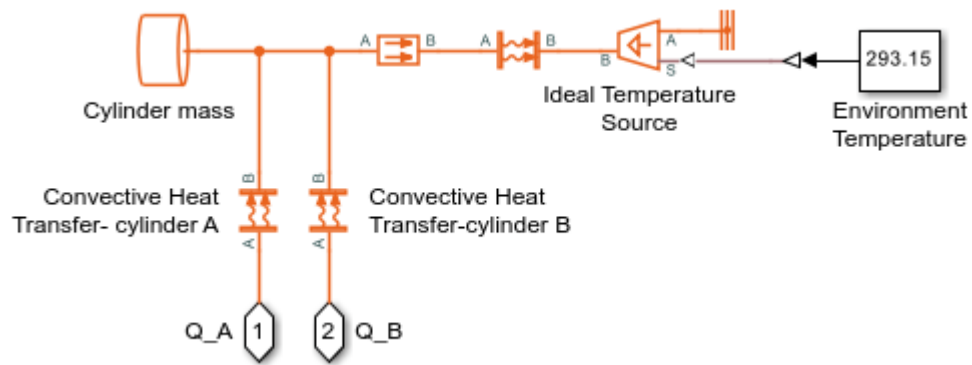 A B A B B A S
293.15
Cylinder mass
Ideal Temperature
Source
Environment
Temperature
B B
Convective Heat
Transfer- cylinder A
Convective Heat
Transfer-cylinder B
A A
Q_A 1 2 Q_B